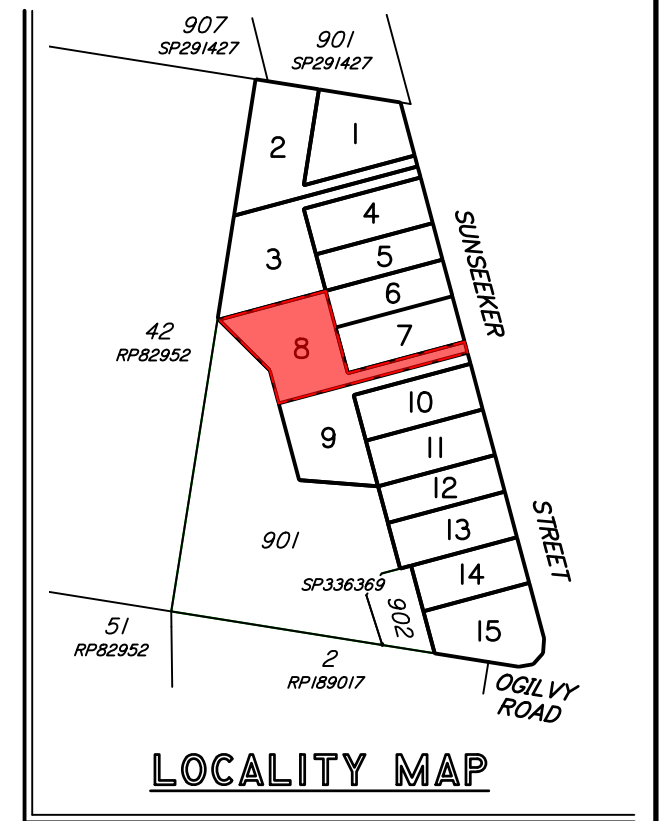 907
SP291427
901
SP291427
1
2
4
SUNSEEKER
5
3
6
42
RP82952
7
8
10
9
11
12
STREET
13
901
14
SP336369
902
15
51
RP82952
2
RP189017
OGILVY
ROAD
LOCALITY MAP